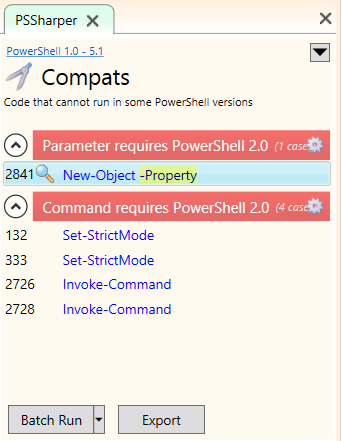 PSSharper
PowerShell 1.0 - 5.1
Compats
Code that cannot run in some PowerShell versions
Parameter requires PowerShell 2.0 (1 case
2841 New-Object -Property
Command requires PowerShell 2.0 (4 case
132 Set-StrictMode
333 Set-StrictMode
2726 Invoke-Command
2728 Invoke-Command
Batch Run Export